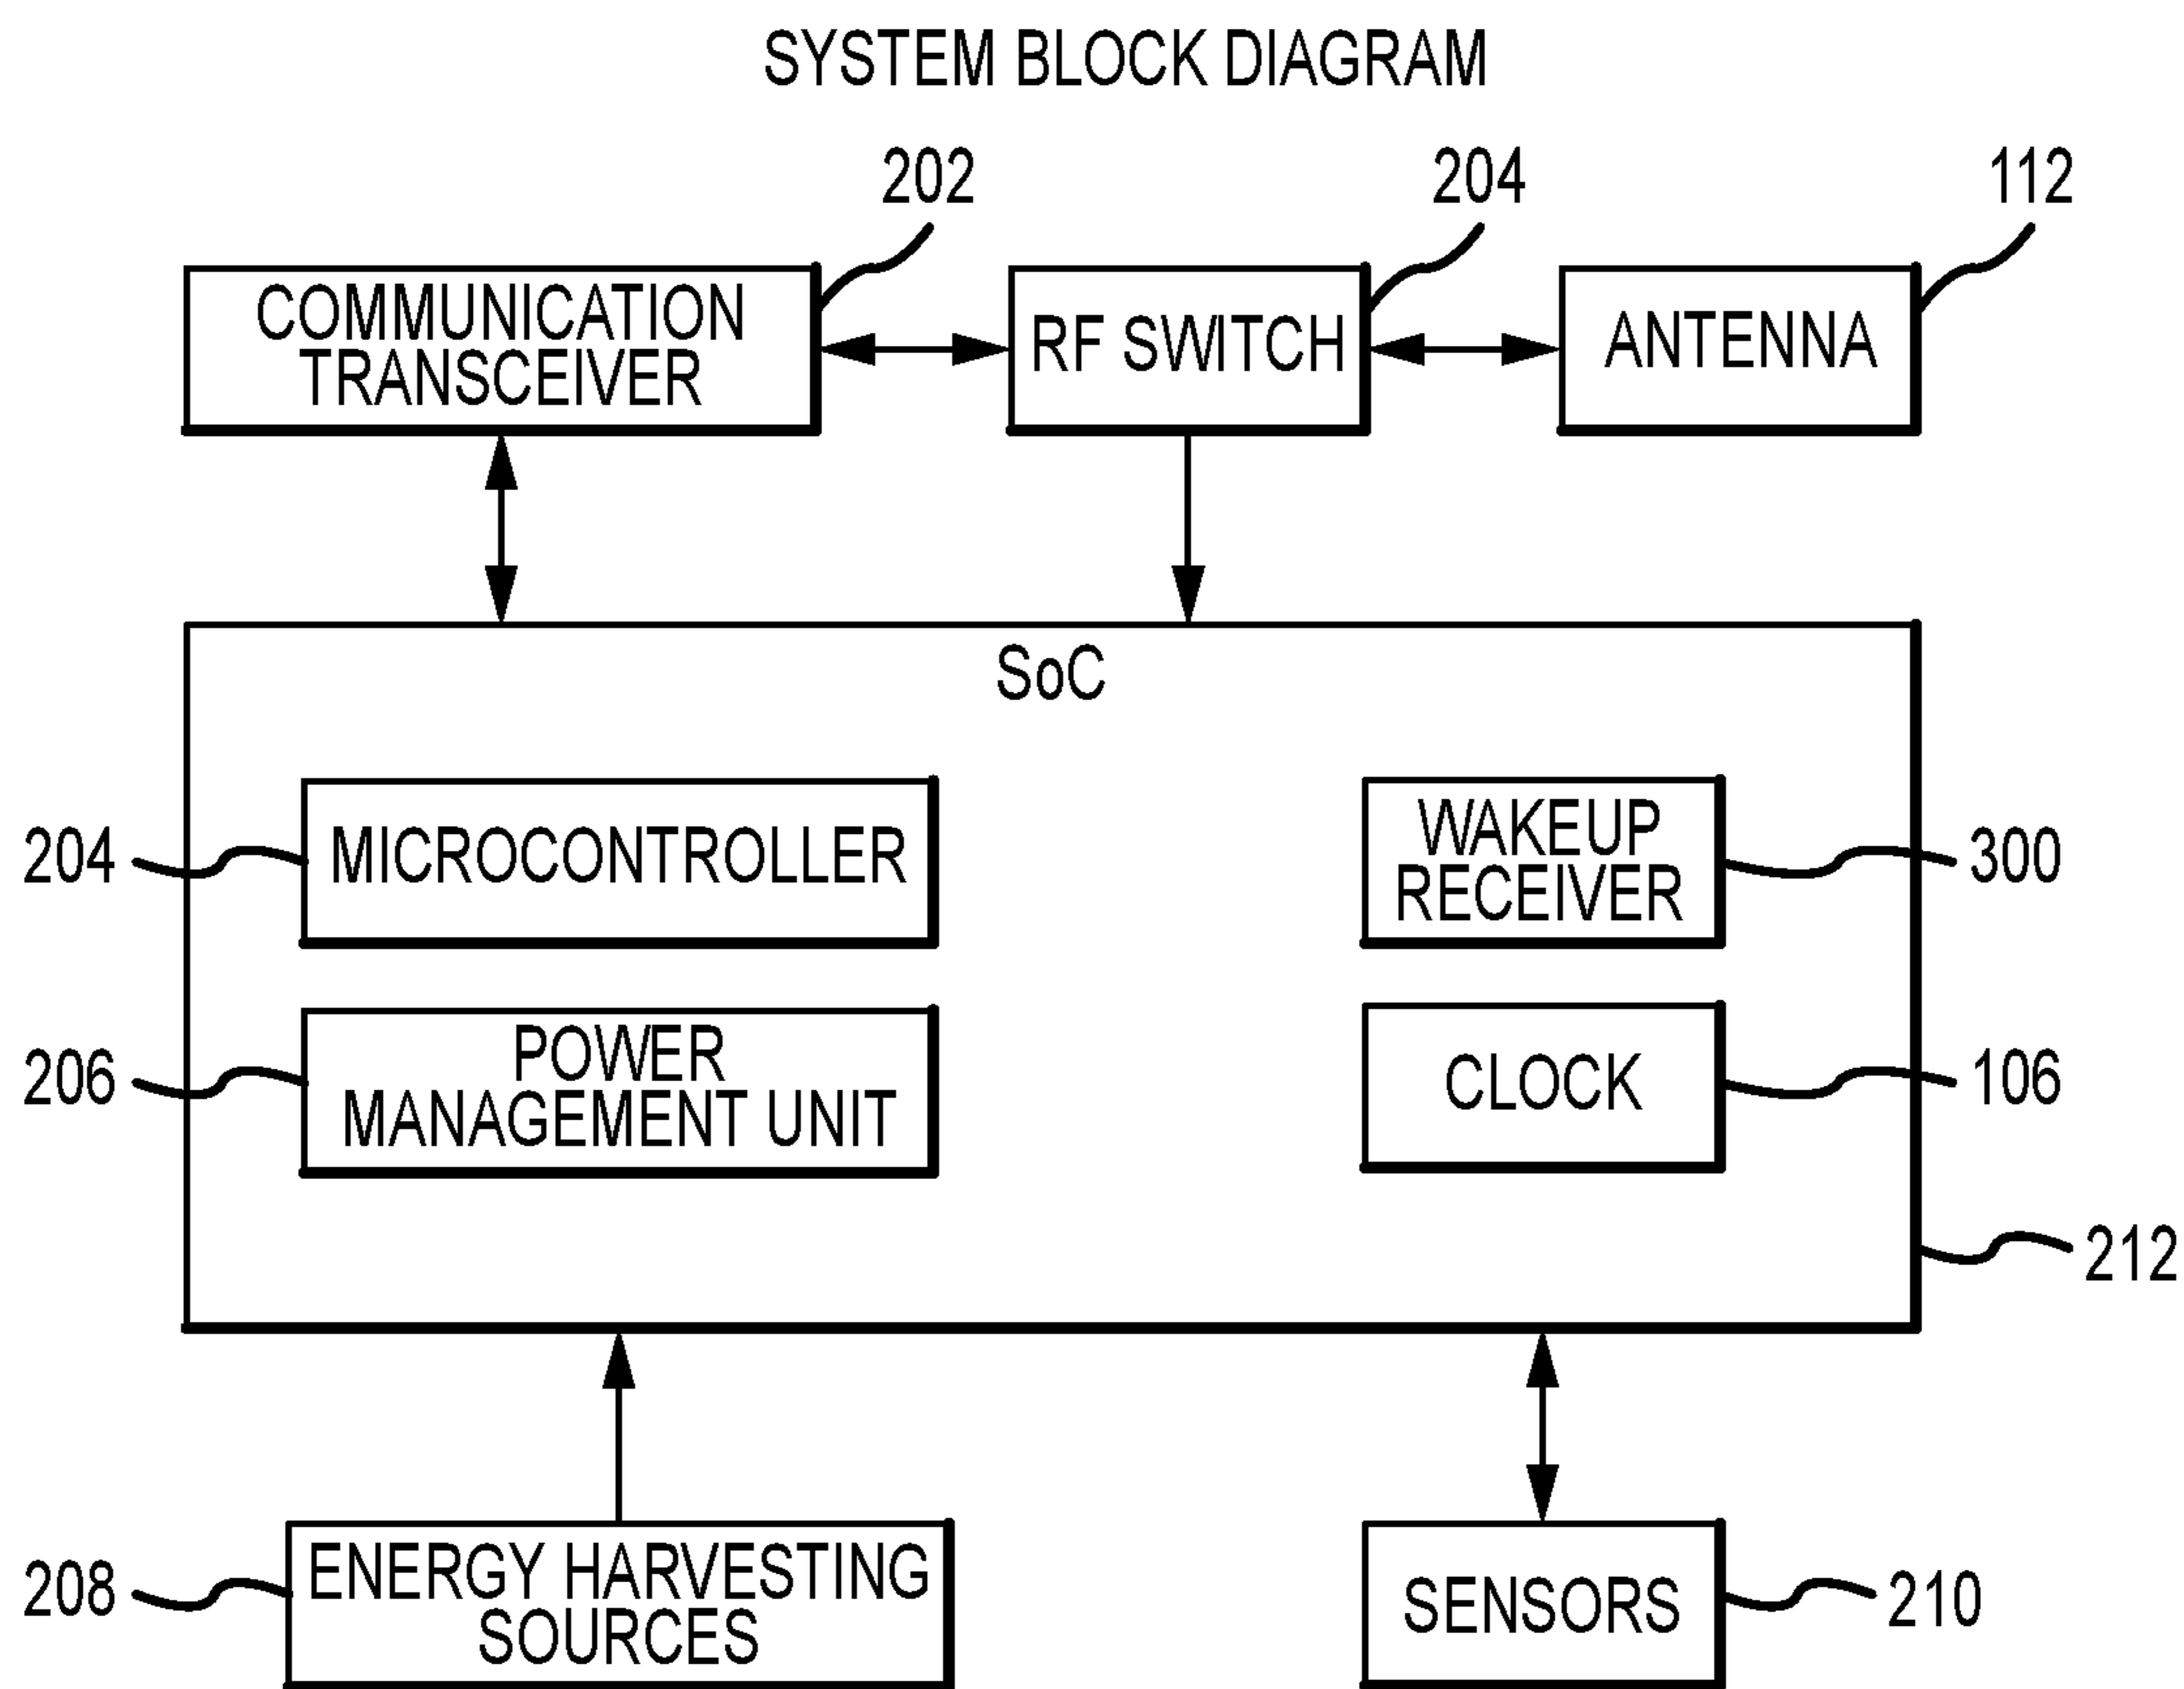 SYSTEM BLOCK DIAGRAM
202
204
112
COMMUNICATION
TRANSCEIVER
RF SWITCH
ANTENNA
SoC
204
MICROCONTROLLER
WAKEUP
RECEIVER
300
206
POWER
MANAGEMENT UNIT
CLOCK
106
212
208
ENERGY HARVESTING
SOURCES
SENSORS
210